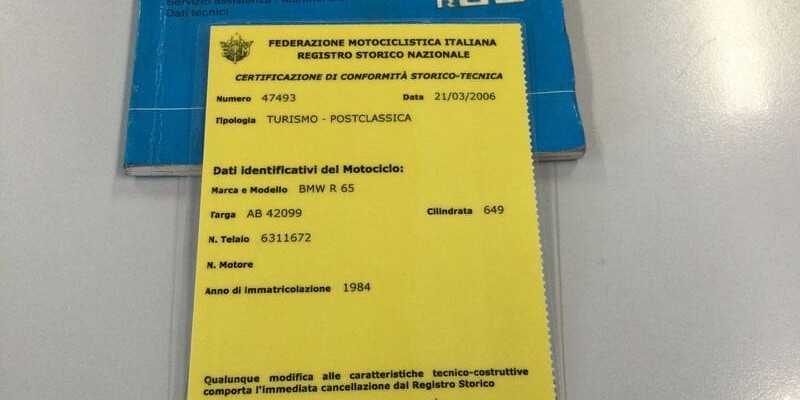 Servizio assistenza - Manutenzione
Dati tecnici
FEDERAZIONE MOTOCICLISTICA ITALIANA
REGISTRO STORICO NAZIONALE
CERTIFICAZIONE DI CONFORMITÀ STORICO-TECNICA
Numero 47493 Data 21/03/2006
Tipologia TURISMO - POSTCLASSICA
Dati identificativi del Motociclo:
Marca e Modello BMW R 65
Targa AB 42099 Cilindrata 649
N. Telaio 6311672
N. Motore
Anno di immatricolazione 1984
Qualunque modifica alle caratteristiche tecnico-costruttive
comporta l'immediata cancellazione dal Registro Storico